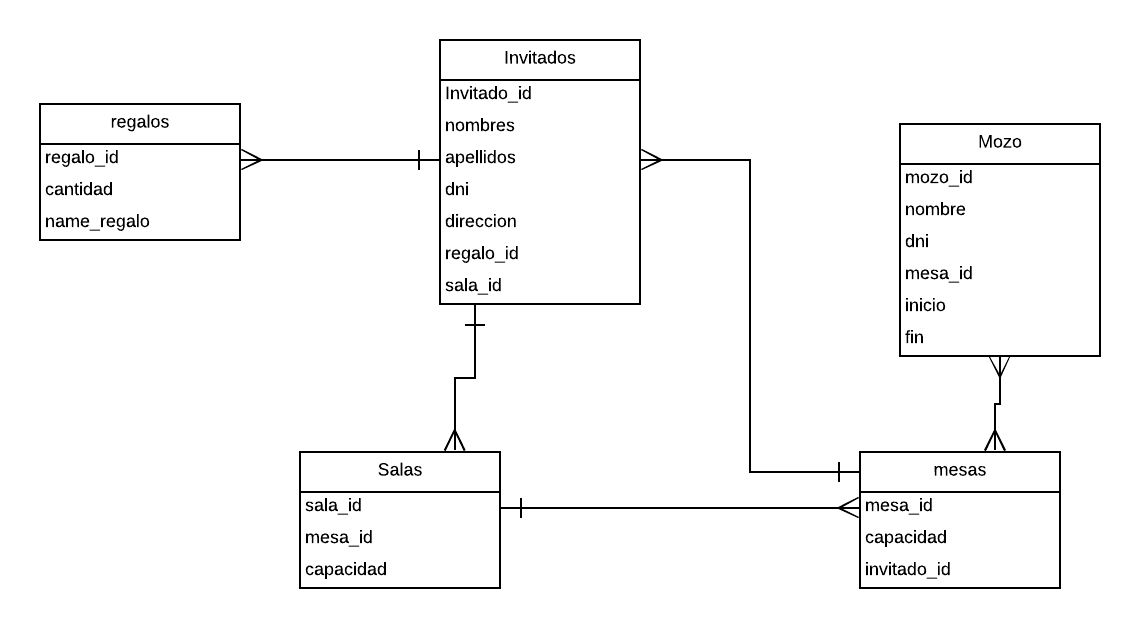 Invitados
Invitado_id
nombres
apellidos
dni
direccion
regalo_id
sala_id
regalos
regalo_id
cantidad
name_regalo
Mozo
mozo_id
nombre
dni
mesa_id
inicio
fin
Salas
sala_id
mesa_id
capacidad
mesas
mesa_id
capacidad
invitado_id